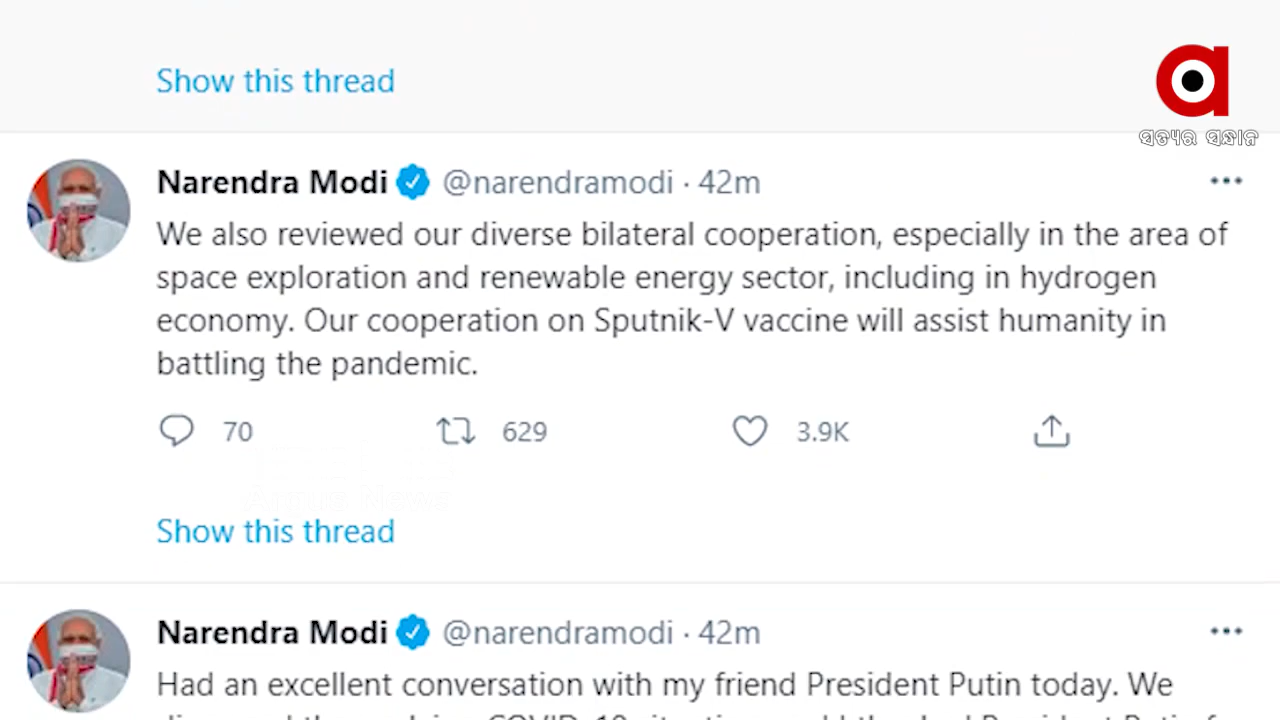 Show this thread
ସତ୍ୟର ସନ୍ଧାନ
Narendra Modi @narendramodi · 42m
We also reviewed our diverse bilateral cooperation, especially in the area of
space exploration and renewable energy sector, including in hydrogen
economy. Our cooperation on Sputnik-V vaccine will assist humanity in
battling the pandemic.
70 629 3.9K
Show this thread
Narendra Modi @narendramodi · 42m
Had an excellent conversation with my friend President Putin today. We